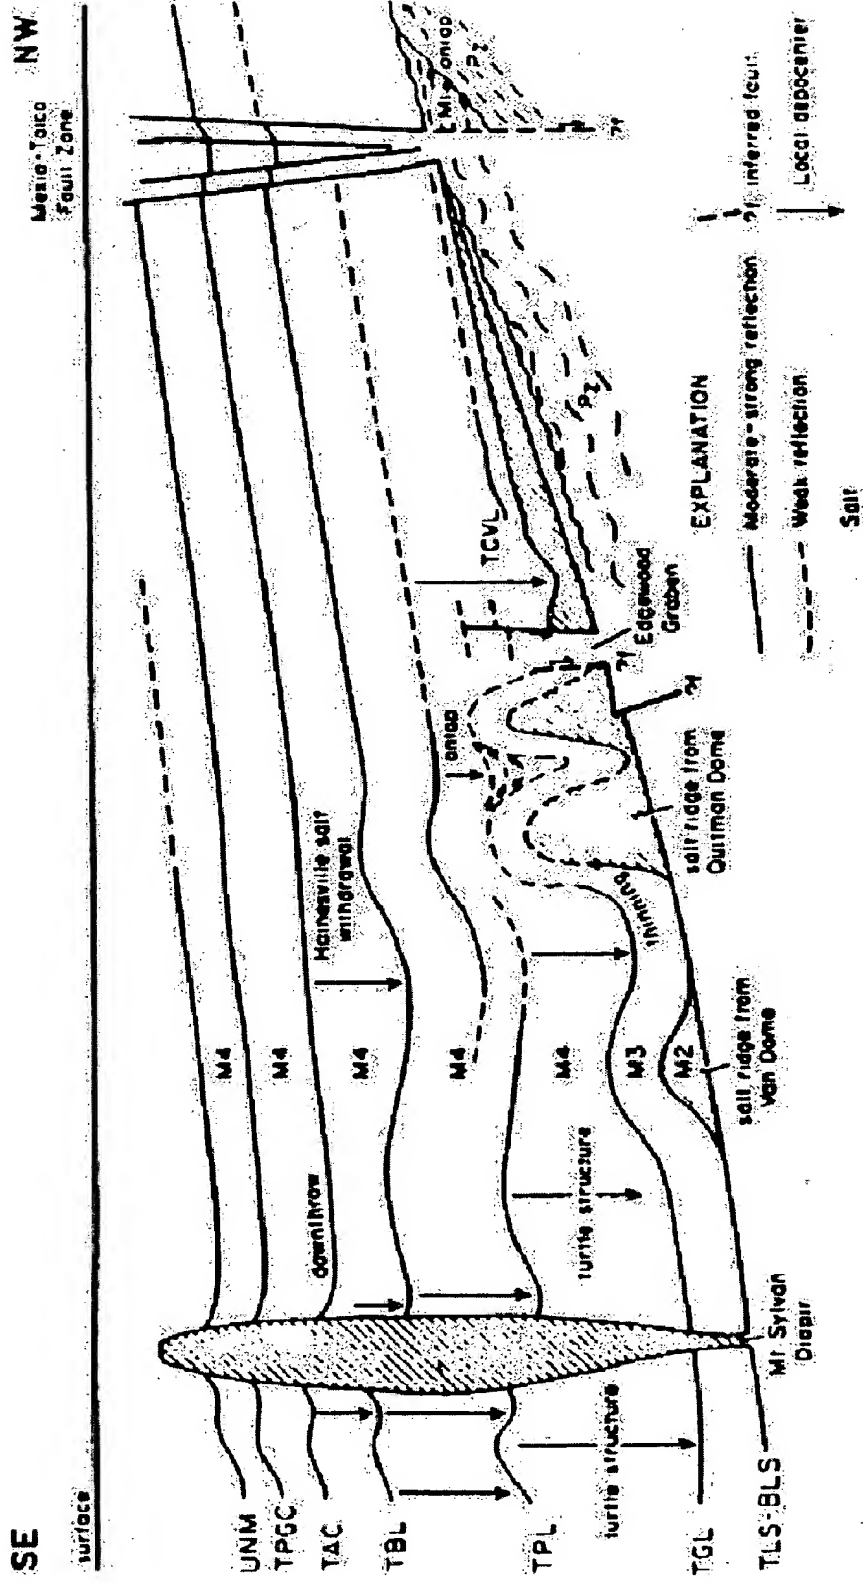 SE
NW
surface
Mexia-Talco
Fault Zone
UNM
TPGC
TAC
TBL
TPL
TGL
TLS-BLS
M4
M4
M4
M4
M4
M3
M2
downthrow
Hainesville salt
withdrawal
onlap
onlap
Pz
Pz
TCVL
thinning
turtle structure
turtle structure
Mt Sylvan
Diapir
salt ridge from
Van Dome
salt ridge from
Quitman Dome
Edgewood
Graben
?f
?f
?f
EXPLANATION
Moderate-strong reflection
Weak reflection
Salt
?f inferred fault
Local depocenter